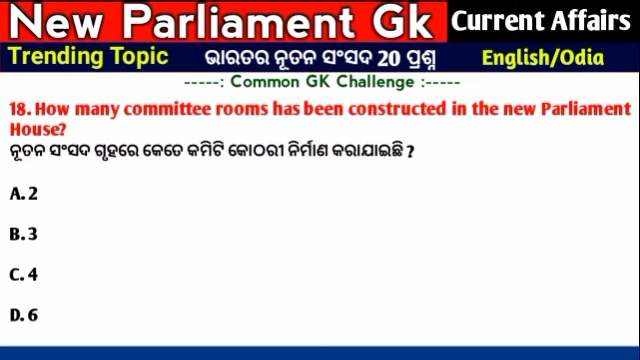 New Parliament Gk Current Affairs
Trending Topic ଭାରତର ନୂତନ ସଂସଦ 20 ପ୍ରଶ୍ନ English/Odia
-----: Common GK Challenge :-----
18. How many committee rooms has been constructed in the new Parliament
House?
ନୂତନ ସଂସଦ ଗୃହରେ କେତେ କମିଟି କୋଠରୀ ନିର୍ମାଣ କରାଯାଇଛି ?
A. 2
B. 3
C. 4
D. 6